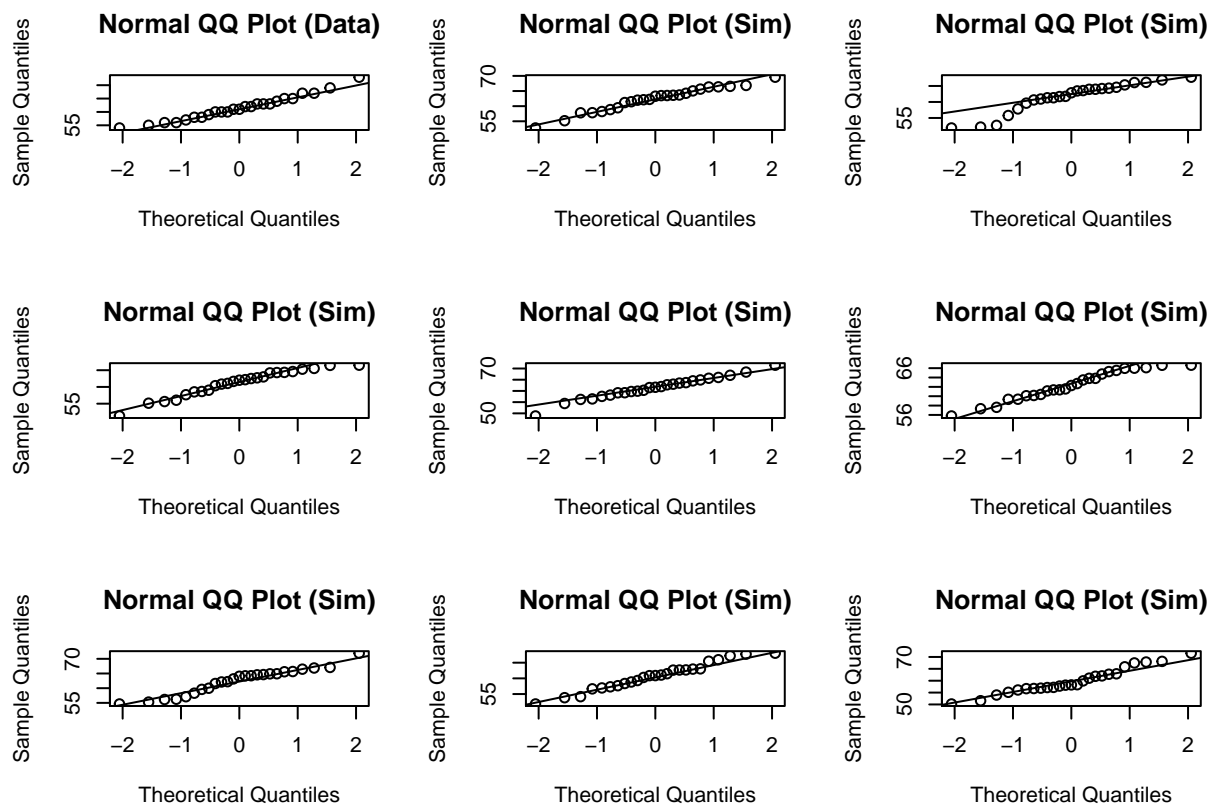 Normal QQ Plot (Data) Normal QQ Plot (Sim) Normal QQ Plot (Sim)
Sample Quantiles Sample Quantiles Sample Quantiles
55 55 70 55
−2 −1 0 1 2 −2 −1 0 1 2 −2 −1 0 1 2
Theoretical Quantiles Theoretical Quantiles Theoretical Quantiles
Normal QQ Plot (Sim) Normal QQ Plot (Sim) Normal QQ Plot (Sim)
Sample Quantiles Sample Quantiles Sample Quantiles
55 50 70 56 66
−2 −1 0 1 2 −2 −1 0 1 2 −2 −1 0 1 2
Theoretical Quantiles Theoretical Quantiles Theoretical Quantiles
Normal QQ Plot (Sim) Normal QQ Plot (Sim) Normal QQ Plot (Sim)
Sample Quantiles Sample Quantiles Sample Quantiles
55 70 55 50 70
−2 −1 0 1 2 −2 −1 0 1 2 −2 −1 0 1 2
Theoretical Quantiles Theoretical Quantiles Theoretical Quantiles